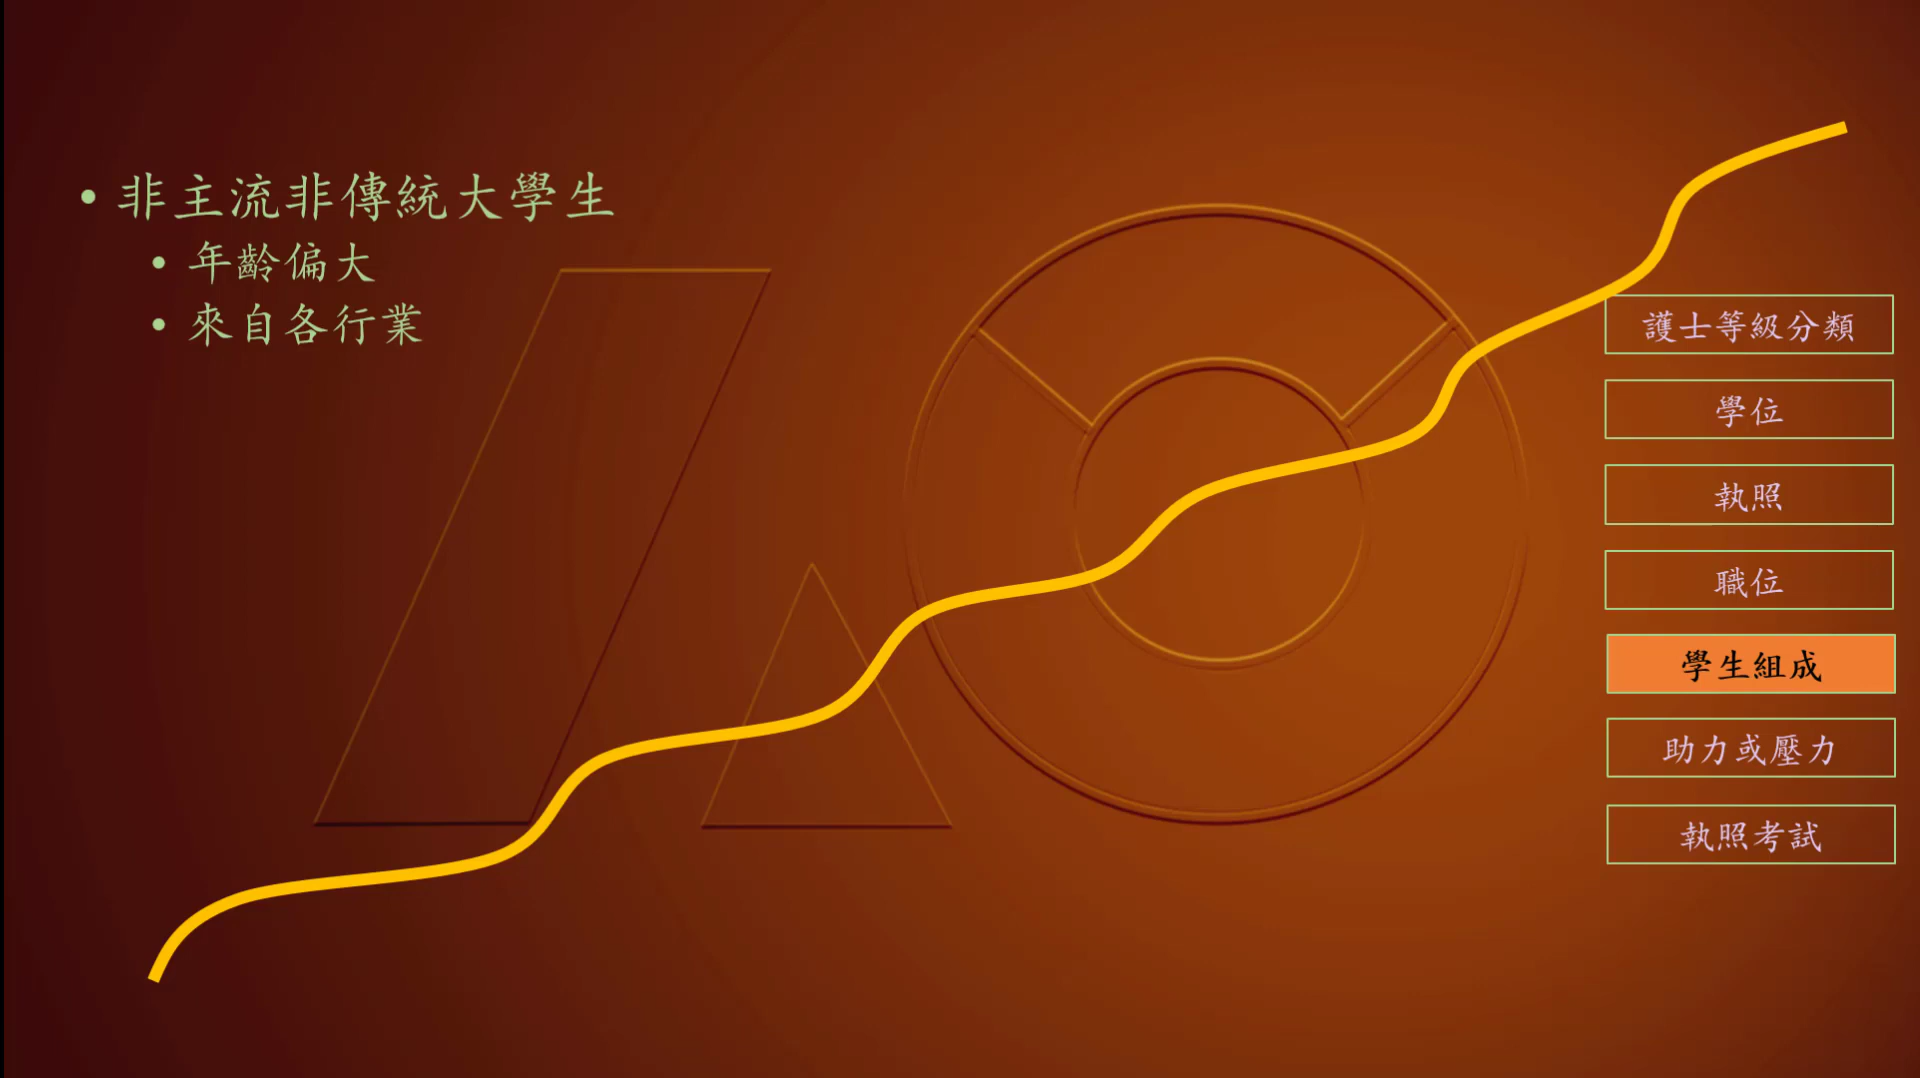 • 非主流非傳統大學生
• 年齡偏大
• 來自各行業
護士等級分類
學位
執照
職位
學生組成
助力或壓力
執照考試